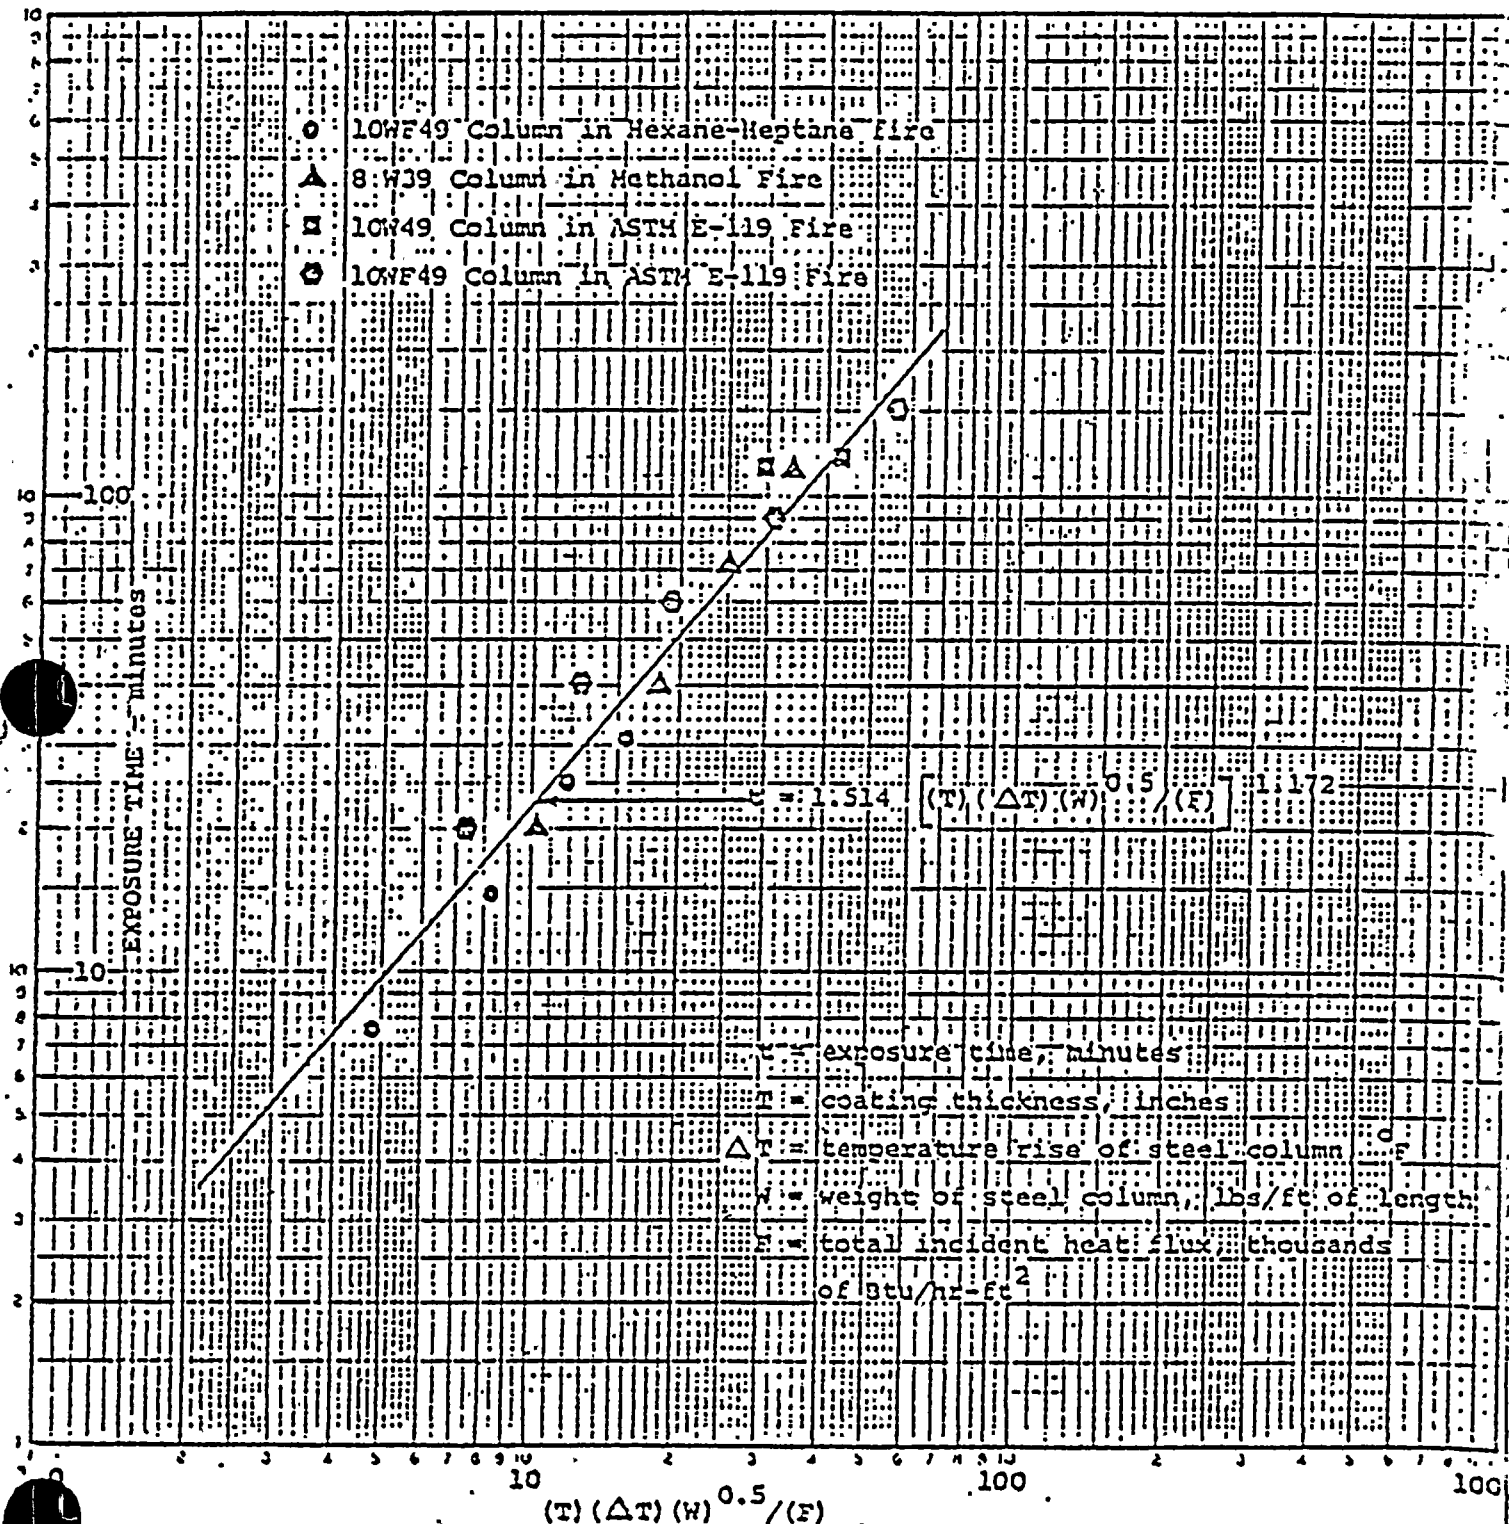 10WF49 Column in Hexane-Heptane fire
8 W39 Column in Methanol Fire
10W49 Column in ASTM E-119 Fire
10WF49 Column in ASTM E-119 Fire
100
EXPOSURE TIME - minutos
t = 1.514 [(T)(ΔT)(W)^0.5/(F)]^1.172
10
t = exposure time, minutes
T = coating thickness, inches
ΔT = temperature rise of steel column °F
W = weight of steel column, lbs/ft of length
F = total incident heat flux, thousands
of Btu/hr-ft²
10 100 100
(T)(ΔT)(W)^0.5/(F)